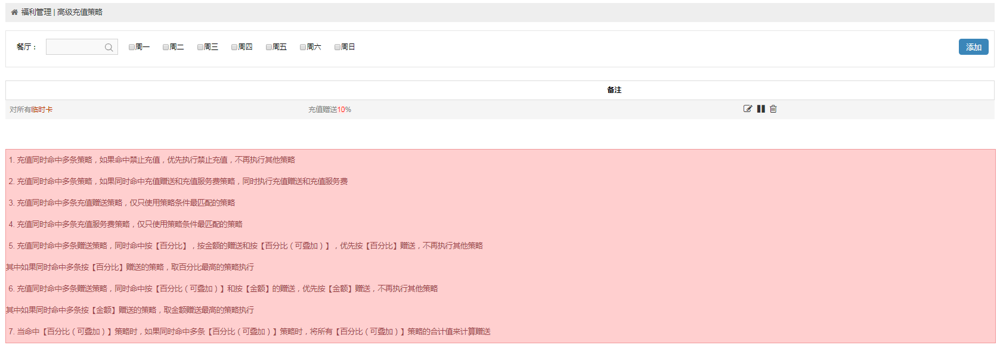 福利管理 | 高级充值策略
餐厅： 周一 周二 周三 周四 周五 周六 周日 添加
备注
对所有临时卡 充值赠送10%
1. 充值同时命中多条策略，如果命中禁止充值，优先执行禁止充值，不再执行其他策略
2. 充值同时命中多条策略，如果同时命中充值赠送和充值服务费策略，同时执行充值赠送和充值服务费
3. 充值同时命中多条充值赠送策略，仅只使用策略条件最匹配的策略
4. 充值同时命中多条充值服务费策略，仅只使用策略条件最匹配的策略
5. 充值同时命中多条赠送策略，同时命中按【百分比】，按金额的赠送和按【百分比（可叠加）】，优先按【百分比】赠送，不再执行其他策略
其中如果同时命中多条按【百分比】赠送的策略，取百分比最高的策略执行
6. 充值同时命中多条赠送策略，同时命中按【百分比（可叠加）】和按【金额】的赠送，优先按【金额】赠送，不再执行其他策略
其中如果同时命中多条按【金额】赠送的策略，取金额赠送最高的策略执行
7. 当命中【百分比（可叠加）】策略时，如果同时命中多条【百分比（可叠加）】策略时，将所有【百分比（可叠加）】策略的合计值来计算赠送